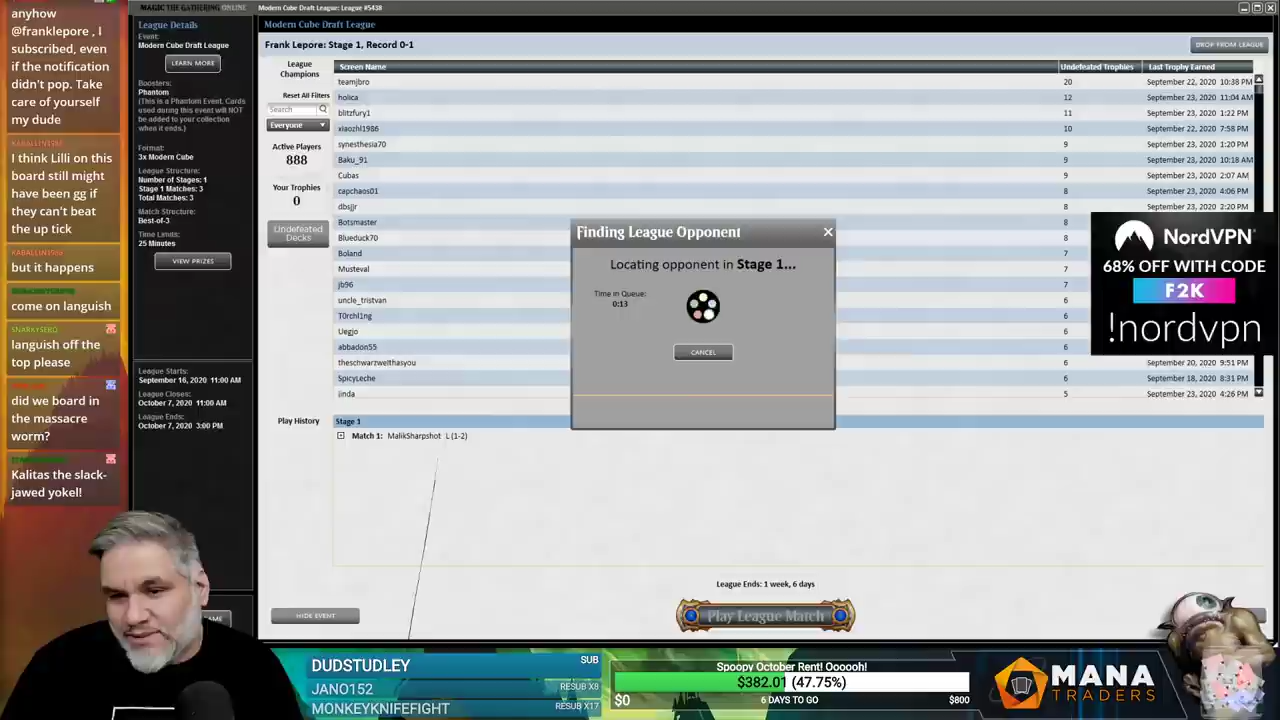 anyhow
@franklepore , I
subscribed, even
if the notification
didn't pop. Take
care of yourself
my dude
I think Lilli on this
board still might
have been gg if
they can't beat
the up tick
but it happens
come on languish
SNARKYSEBO
languish off the
top please
did we board in
the massacre
worm?
Kalitas the slack-
jawed yokel!
MAGIC THE GATHERING ONLINE
Modern Cube Draft League: League #5438
League Details
Event:
Modern Cube Draft League
LEARN MORE
Boosters:
Phantom
(This is a Phantom Event. Cards
used during this event will NOT
be added to your collection
when it ends.)
Format:
3x Modern Cube
League Structure:
Number of Stages: 1
Stage 1 Matches: 3
Total Matches: 3
Match Structure:
Best-of-3
Time Limits:
25 Minutes
VIEW PRIZES
League Starts:
September 16, 2020 11:00 AM
League Closes:
October 7, 2020 11:00 AM
League Ends:
October 7, 2020 3:00 PM
Modern Cube Draft League
Frank Lepore: Stage 1, Record 0-1
DROP FROM LEAGUE
League
Champions
Reset All Filters
Search
Everyone
Active Players
888
Your Trophies
0
Undefeated
Decks
Screen Name Undefeated Trophies Last Trophy Earned
teamjbro 20 September 22, 2020 10:38 PM
holica 12 September 23, 2020 11:04 AM
blitzfury1 11 September 23, 2020 1:22 PM
xiaozhl1986 10 September 22, 2020 7:58 PM
synesthesia70 9 September 23, 2020 1:20 PM
Baku_91 9 September 23, 2020 10:18 AM
Cubas 9 September 23, 2020 2:07 AM
capchaos01 8 September 23, 2020 4:06 PM
dbsjjr 8 September 23, 2020 2:20 PM
Botsmaster 8
Blueduck70 8
Boland 7
Musteval 7
jb96 7
uncle_tristvan 6
T0rchl1ng 6
Uegjo 6
abbadon55 6
theschwarzweIthasyou 6 September 20, 2020 9:51 PM
SpicyLeche 6 September 18, 2020 8:31 PM
jinda 5 September 23, 2020 4:26 PM
Finding League Opponent
Locating opponent in Stage 1...
Time in Queue:
0:13
CANCEL
NordVPN
68% OFF WITH CODE
F2K
!nordvpn
Play History
Stage 1
Match 1: MalikSharpshot L (1-2)
League Ends: 1 week, 6 days
HIDE EVENT
Play League Match
DUDSTUDLEY SUB
JANO152 RESUB X8
MONKEYKNIFEFIGHT RESUB X17
Spoopy October Rent! Oooooh!
$382.01 (47.75%)
$0 6 DAYS TO GO $800
MANA
TRADERS